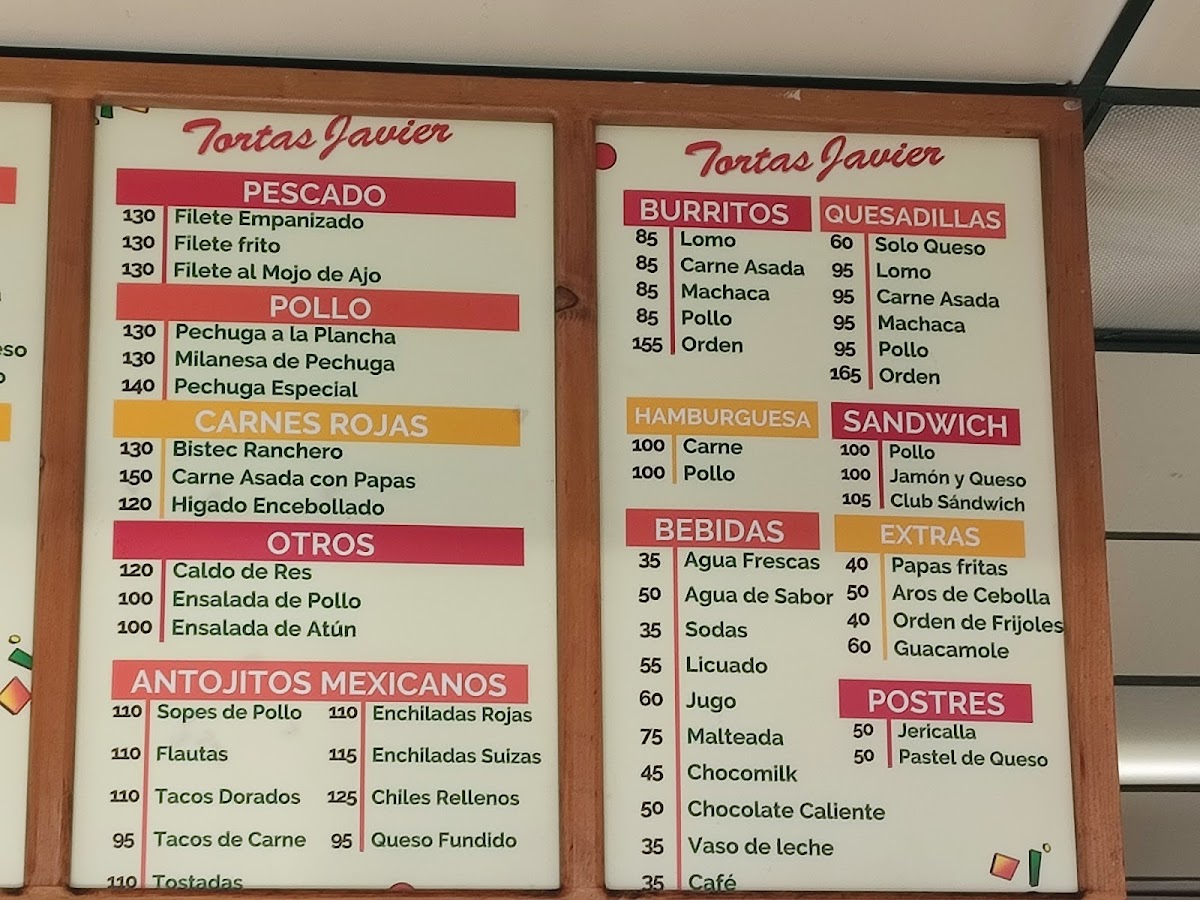 eso
Tortas Javier
PESCADO
130 Filete Empanizado
130 Filete frito
130 Filete al Mojo de Ajo
POLLO
130 Pechuga a la Plancha
130 Milanesa de Pechuga
140 Pechuga Especial
CARNES ROJAS
130 Bistec Ranchero
150 Carne Asada con Papas
120 Higado Encebollado
OTROS
120 Caldo de Res
100 Ensalada de Pollo
100 Ensalada de Atún
ANTOJITOS MEXICANOS
110 Sopes de Pollo
110 Flautas
110 Tacos Dorados
95 Tacos de Carne
110 Tostadas
110 Enchiladas Rojas
115 Enchiladas Suizas
125 Chiles Rellenos
95 Queso Fundido
Tortas Javier
BURRITOS
85 Lomo
85 Carne Asada
85 Machaca
85 Pollo
155 Orden
QUESADILLAS
60 Solo Queso
95 Lomo
95 Carne Asada
95 Machaca
95 Pollo
165 Orden
HAMBURGUESA
100 Carne
100 Pollo
SANDWICH
100 Pollo
100 Jamón y Queso
105 Club Sándwich
BEBIDAS
35 Agua Frescas
50 Agua de Sabor
35 Sodas
55 Licuado
60 Jugo
75 Malteada
45 Chocomilk
50 Chocolate Caliente
35 Vaso de leche
35 Café
EXTRAS
40 Papas fritas
50 Aros de Cebolla
40 Orden de Frijoles
60 Guacamole
POSTRES
50 Jericalla
50 Pastel de Queso